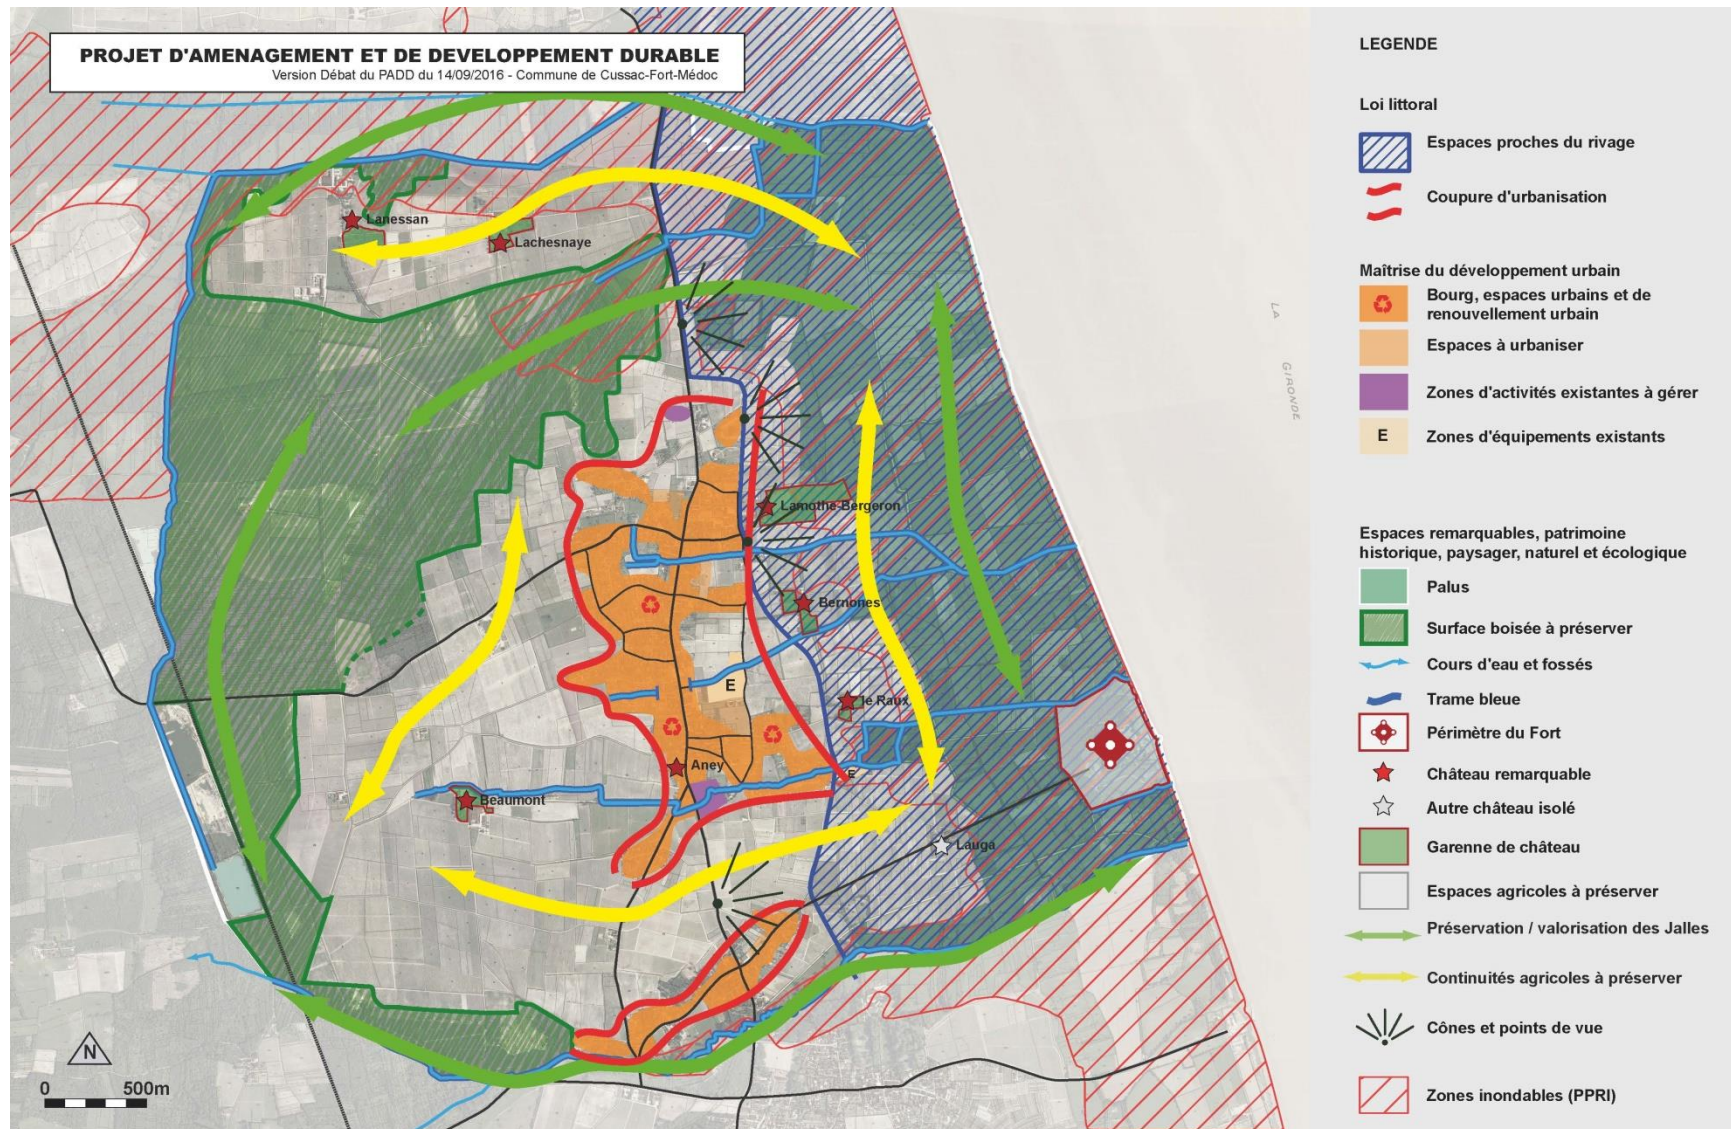 PROJET D'AMENAGEMENT ET DE DEVELOPPEMENT DURABLE
Version Débat du PADD du 14/09/2016 - Commune de Cussac-Fort-Médoc
Lanessan
Lachesnaye
LA GIRONDE
Lamothe-Bergeron
Bernones
E
le Raux
Aney
E
Beaumont
Lauga
N
0 500m
LEGENDE
Loi littoral
Espaces proches du rivage
Coupure d'urbanisation
Maîtrise du développement urbain
Bourg, espaces urbains et de
renouvellement urbain
Espaces à urbaniser
Zones d'activités existantes à gérer
E Zones d'équipements existants
Espaces remarquables, patrimoine
historique, paysager, naturel et écologique
Palus
Surface boisée à préserver
Cours d'eau et fossés
Trame bleue
Périmètre du Fort
Château remarquable
Autre château isolé
Garenne de château
Espaces agricoles à préserver
Préservation / valorisation des Jalles
Continuités agricoles à préserver
Cônes et points de vue
Zones inondables (PPRI)